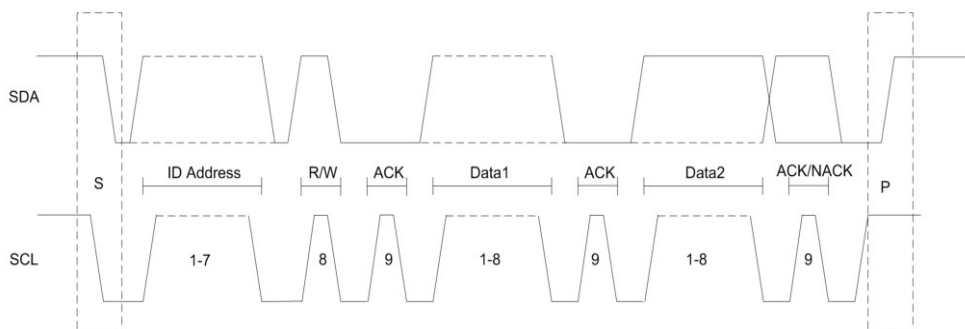 SDA
S ID Address R/W ACK Data1 ACK Data2 ACK/NACK P
SCL 1-7 8 9 1-8 9 1-8 9